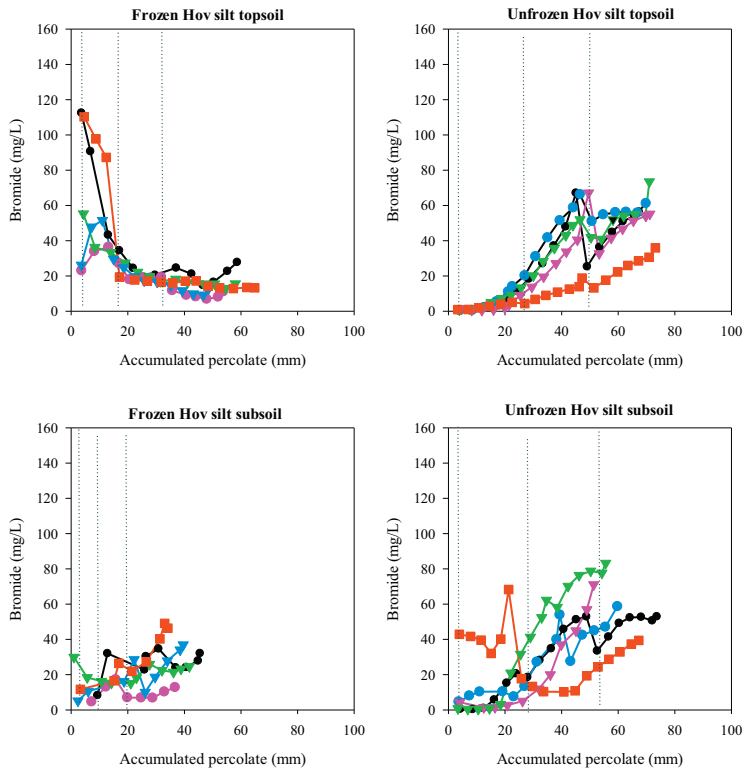 Frozen Hov silt topsoil
160
140
120
100
80
60
40
20
0
Bromide (mg/L)
0 20 40 60 80 100
Accumulated percolate (mm)
Unfrozen Hov silt topsoil
160
140
120
100
80
60
40
20
0
Bromide (mg/L)
0 20 40 60 80 100
Accumulated percolate (mm)
Frozen Hov silt subsoil
160
140
120
100
80
60
40
20
0
Bromide (mg/L)
0 20 40 60 80 100
Accumulated percolate (mm)
Unfrozen Hov silt subsoil
160
140
120
100
80
60
40
20
0
Bromide (mg/L)
0 20 40 60 80 100
Accumulated percolate (mm)